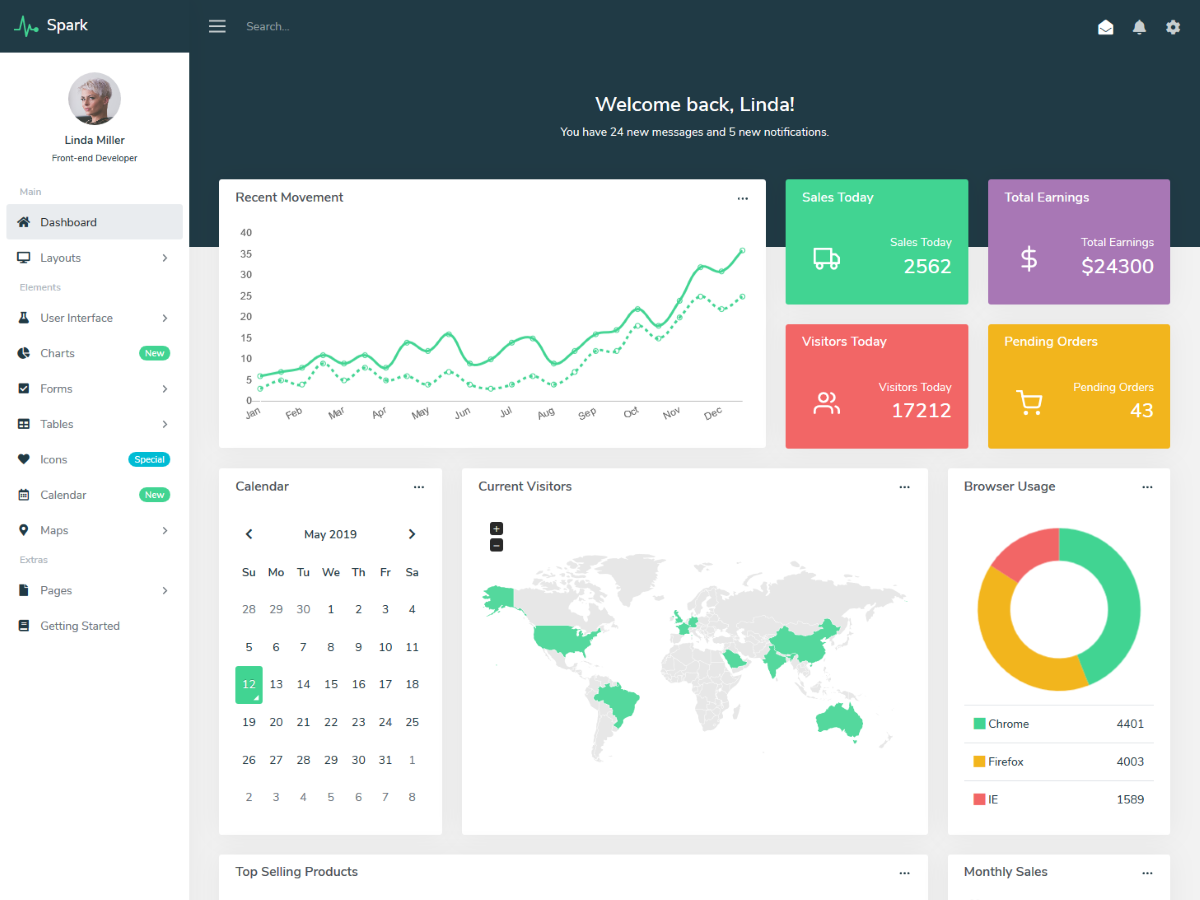 Spark
Search...
Linda Miller
Front-end Developer
Main
Dashboard
Layouts
Elements
User Interface
Charts New
Forms
Tables
Icons Special
Calendar New
Maps
Extras
Pages
Getting Started
Welcome back, Linda!
You have 24 new messages and 5 new notifications.
Recent Movement
40
35
30
25
20
15
10
5
0
Jan Feb Mar Apr May Jun Jul Aug Sep Oct Nov Dec
Sales Today
Sales Today
2562
Total Earnings
Total Earnings
$24300
Visitors Today
Visitors Today
17212
Pending Orders
Pending Orders
43
Calendar
May 2019
Su Mo Tu We Th Fr Sa
28 29 30 1 2 3 4
5 6 7 8 9 10 11
12 13 14 15 16 17 18
19 20 21 22 23 24 25
26 27 28 29 30 31 1
2 3 4 5 6 7 8
Current Visitors
+
−
Browser Usage
Chrome 4401
Firefox 4003
IE 1589
Top Selling Products
Monthly Sales